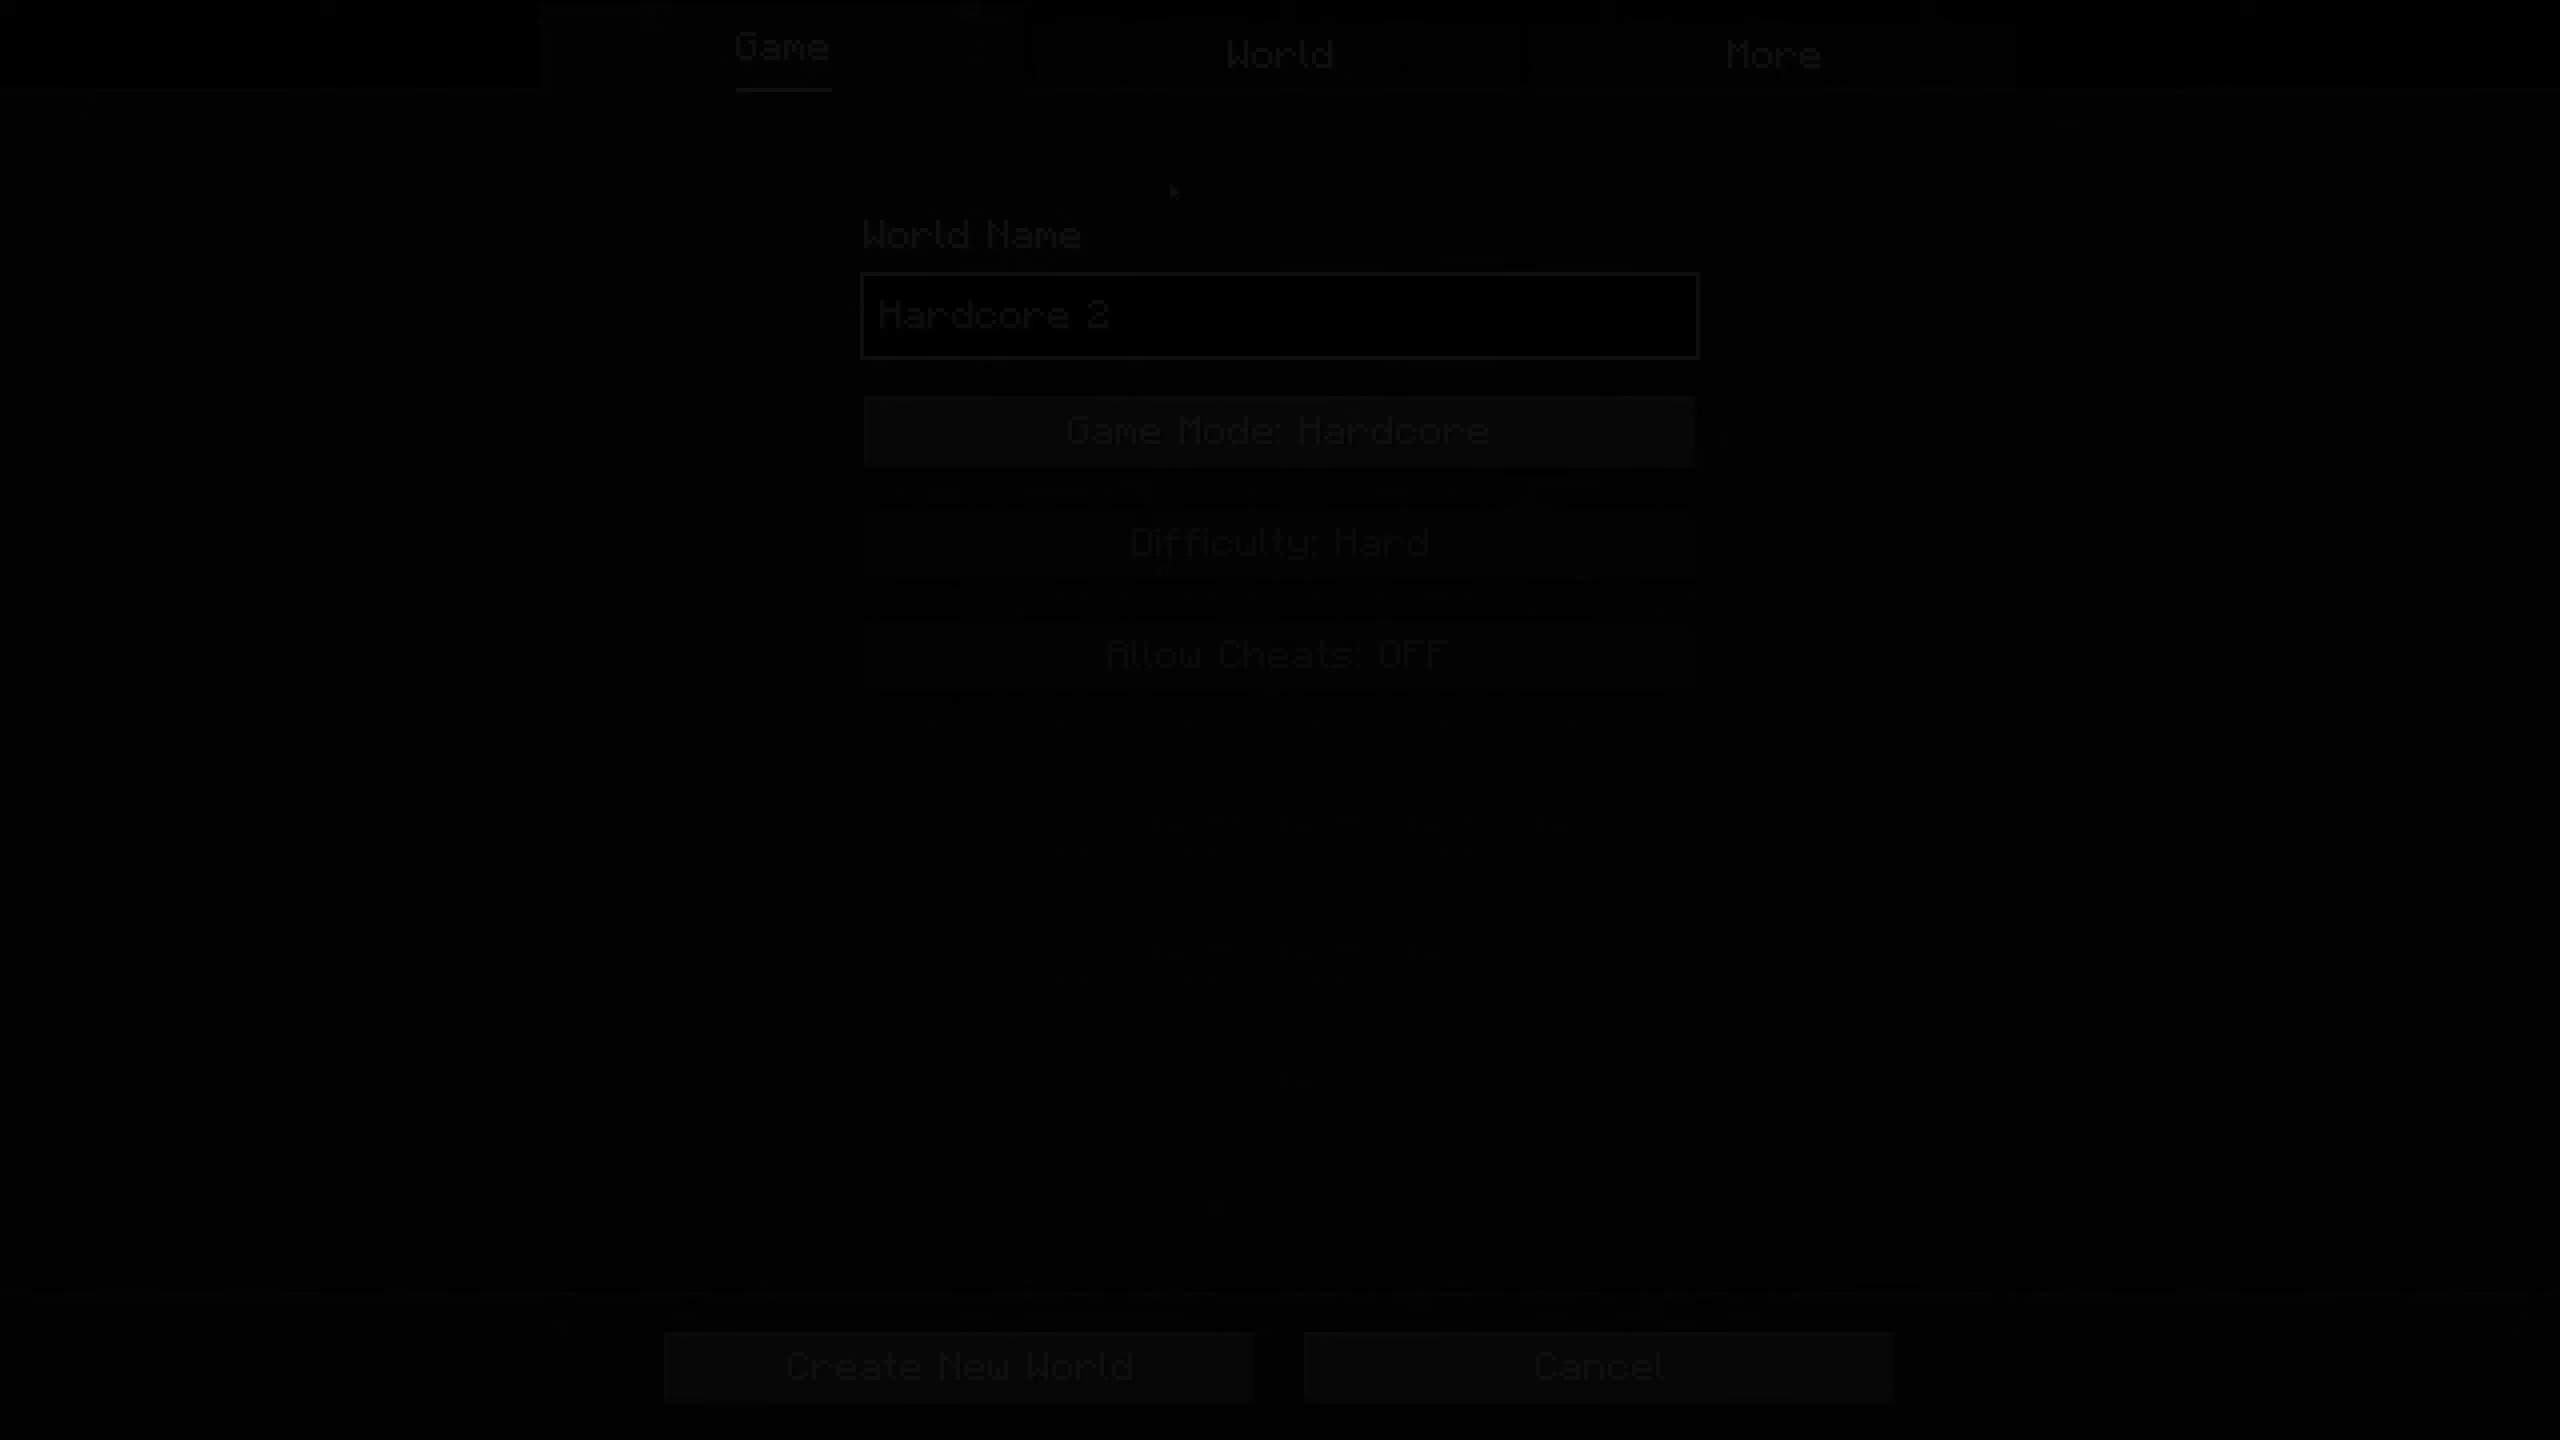 Game
World
More
World Name
Hardcore 2
Game Mode: Hardcore
Difficulty: Hard
Allow Cheats: OFF
Create New World
Cancel